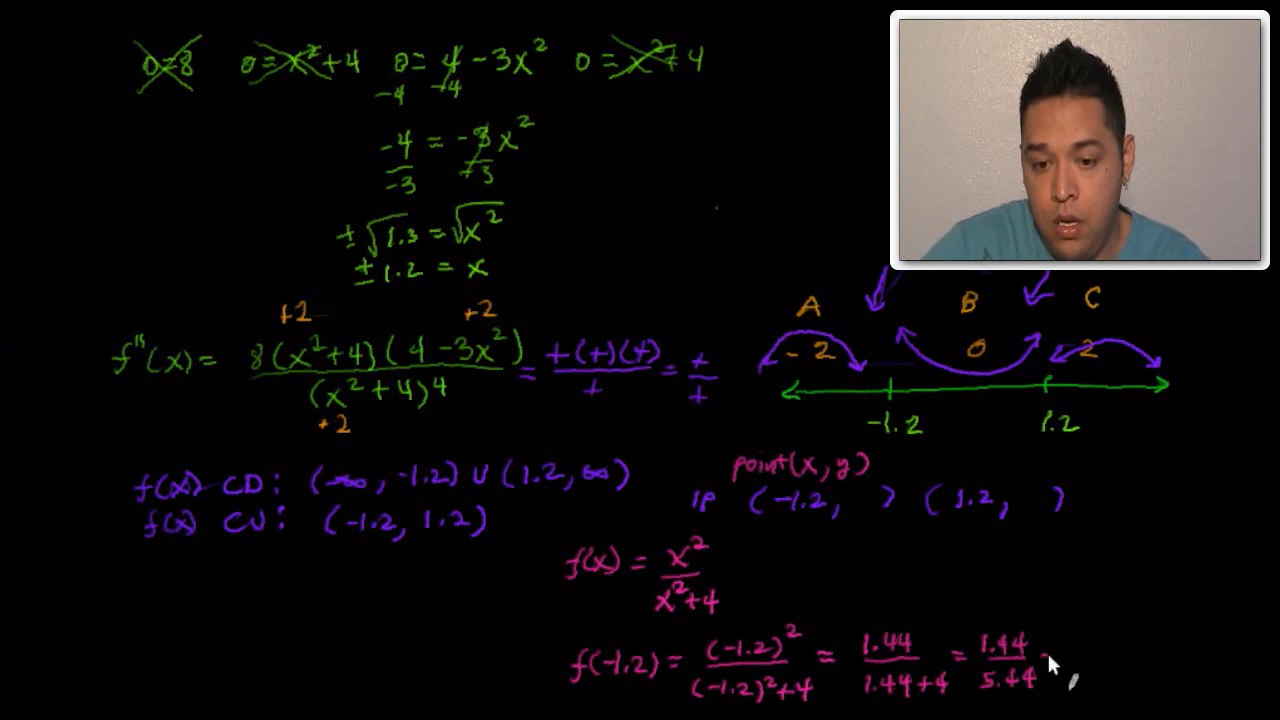 0=8 0=x²+4 0=4-3x² 0=x²+4
-4 -4
-4/-3 = -3x²/-3
±√1.3 = √x²
±1.2 = x
+2 +2
f"(x) = 8(x²+4)(4-3x²)/(x²+4)⁴ = +(+)(+)/+ = +/+
+2
A B C
-2 0 2
-1.2 1.2
f(x) CD: (-∞, -1.2) ∪ (1.2, ∞)
f(x) CU: (-1.2, 1.2)
point(x,y)
IP (-1.2, ) (1.2, )
f(x) = x²/x²+4
f(-1.2) = (-1.2)²/(-1.2)²+4 = 1.44/1.44+4 = 1.44/5.44